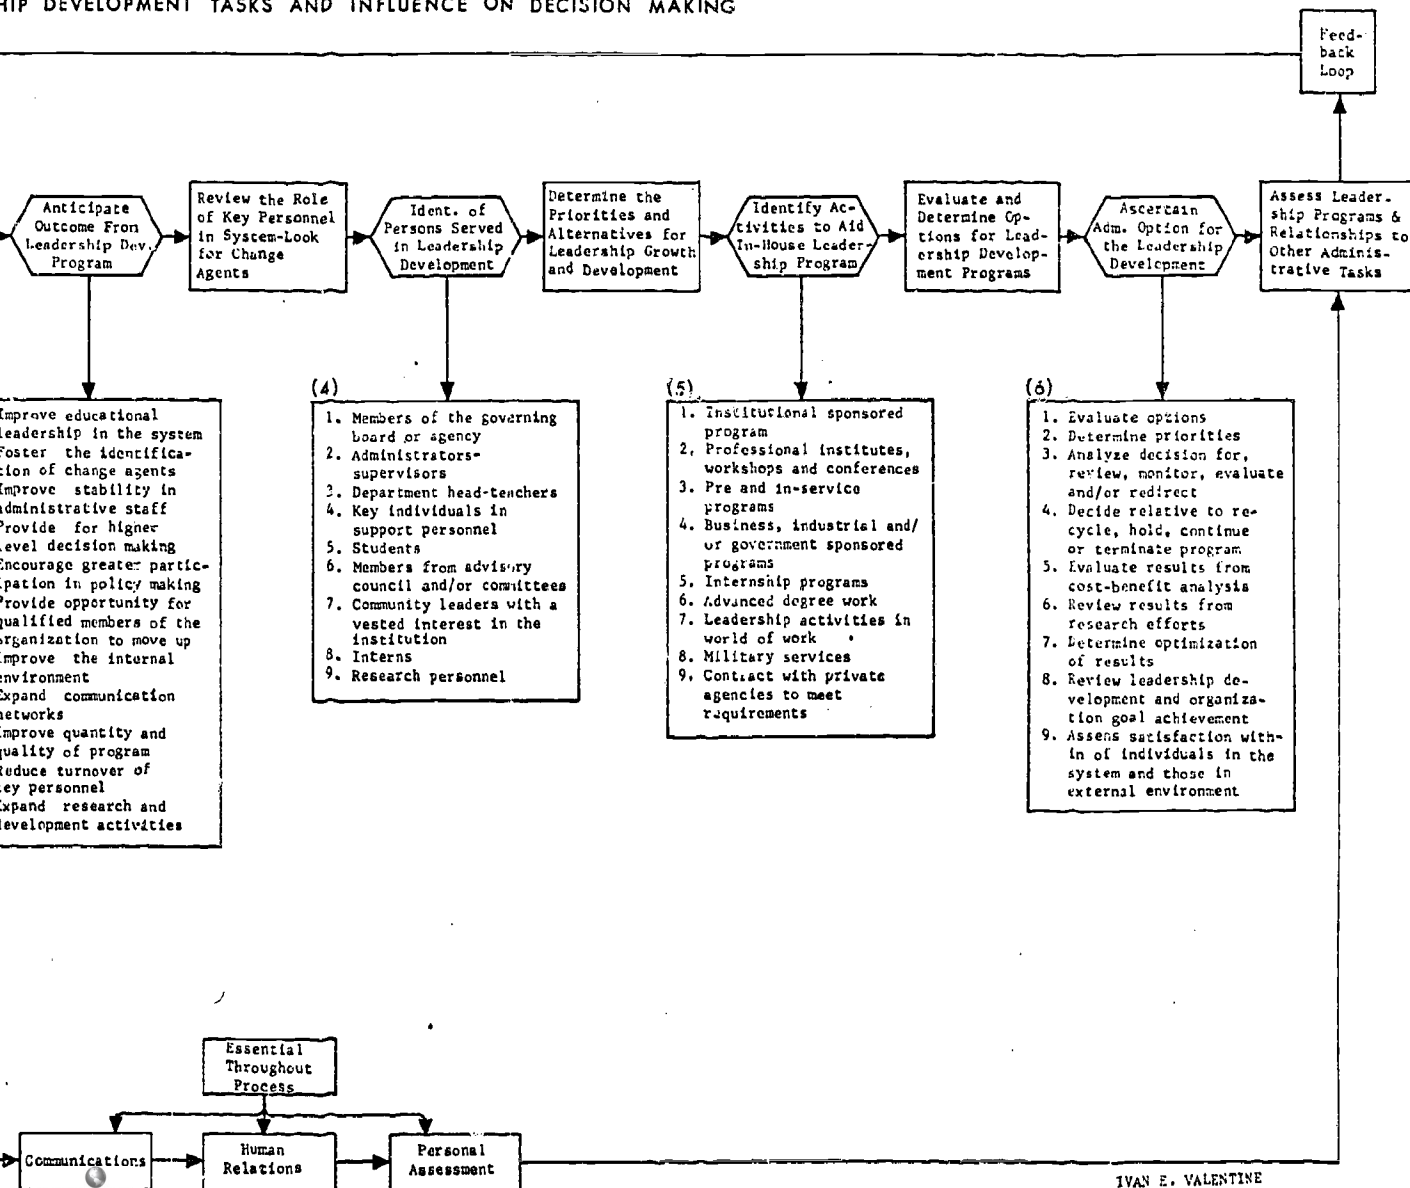 HIP DEVELOPMENT TASKS AND INFLUENCE ON DECISION MAKING
Feed-
back
Loop
Anticipate
Outcome From
Leadership Dev.
Program
Review the Role
of Key Personnel
in System-Look
for Change
Agents
Ident. of
Persons Served
in Leadership
Development
Determine the
Priorities and
Alternatives for
Leadership Growth
and Development
Identify Ac-
tivities to Aid
In-House Leader-
ship Program
Evaluate and
Determine Op-
tions for Lead-
ership Develop-
ment Programs
Ascertain
Adm. Option for
the Leadership
Development
Assess Leader-
ship Programs &
Relationships to
Other Adminis-
trative Tasks
Improve educational
leadership in the system
Foster the identifica-
tion of change agents
Improve stability in
administrative staff
Provide for higher
level decision making
Encourage greater partic-
ipation in policy making
Provide opportunity for
qualified members of the
organization to move up
Improve the internal
environment
Expand communication
networks
Improve quantity and
quality of program
Reduce turnover of
key personnel
Expand research and
development activities
(4)
1. Members of the governing
board or agency
2. Administrators-
supervisors
3. Department head-teachers
4. Key individuals in
support personnel
5. Students
6. Members from advisory
council and/or committees
7. Community leaders with a
vested interest in the
institution
8. Interns
9. Research personnel
(5)
1. Institutional sponsored
program
2. Professional institutes,
workshops and conferences
3. Pre and in-service
programs
4. Business, industrial and/
or government sponsored
programs
5. Internship programs
6. Advanced degree work
7. Leadership activities in
world of work
8. Military services
9. Contract with private
agencies to meet
requirements
(6)
1. Evaluate options
2. Determine priorities
3. Analyze decision for,
review, monitor, evaluate
and/or redirect
4. Decide relative to re-
cycle, hold, continue
or terminate program
5. Evaluate results from
cost-benefit analysis
6. Review results from
research efforts
7. Determine optimization
of results
8. Review leadership de-
velopment and organiza-
tion goal achievement
9. Assess satisfaction with-
in of individuals in the
system and those in
external environment
Essential
Throughout
Process
Communications
Human
Relations
Personal
Assessment
IVAN E. VALENTINE